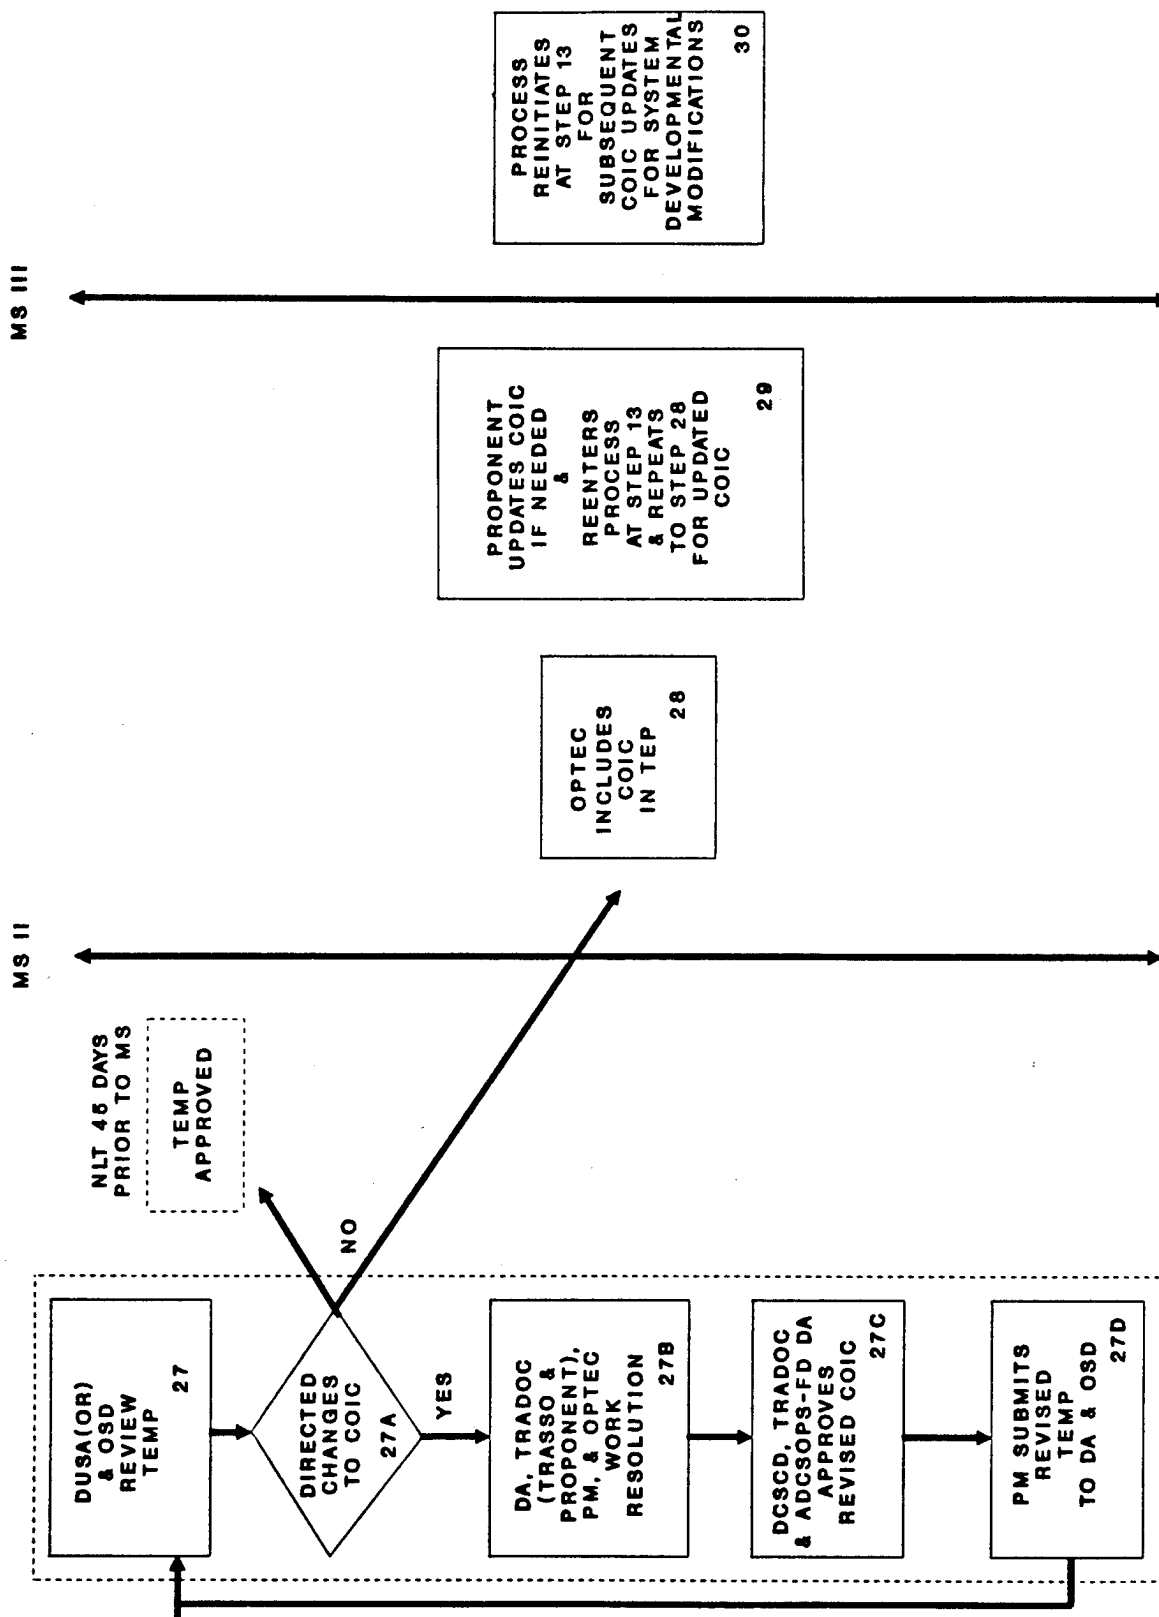 DUSA(OR)
& OSD
REVIEW
TEMP
27
DIRECTED
CHANGES
TO COIC
27A
YES
NO
DA, TRADOC
(TRASSO &
PROPONENT),
PM, & OPTEC
WORK
RESOLUTION
27B
DCSCD, TRADOC
& ADCSOPS-FD DA
APPROVES
REVISED COIC
27C
PM SUBMITS
REVISED
TEMP
TO DA & OSD
27D
NLT 45 DAYS
PRIOR TO MS
TEMP
APPROVED
MS II
OPTEC
INCLUDES
COIC
IN TEP
28
PROPONENT
UPDATES COIC
IF NEEDED
&
REENTERS
PROCESS
AT STEP 13
& REPEATS
TO STEP 28
FOR UPDATED
COIC
29
MS III
PROCESS
REINITIATES
AT STEP 13
FOR
SUBSEQUENT
COIC UPDATES
FOR SYSTEM
DEVELOPMENTAL
MODIFICATIONS
30